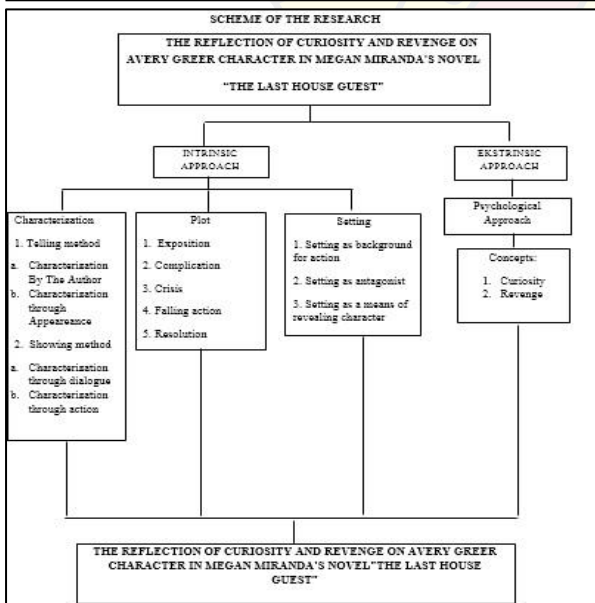 SCHEME OF THE RESEARCH
THE REFLECTION OF CURIOSITY AND REVENGE ON
AVERY GREER CHARACTER IN MEGAN MIRANDA'S NOVEL
"THE LAST HOUSE GUEST"
INTRINSIC
APPROACH
EKSTRINSIC
APPROACH
Characterization
1. Telling method
a. Characterization
By The Author
b. Characterization
through
Appeareance
2. Showing method
a. Characterization
through dialogue
b. Characterization
through action
Plot
1. Exposition
2. Complication
3. Crisis
4. Falling action
5. Resolution
Setting
1. Setting as background
for action
2. Setting as antagonist
3. Setting as a means of
revealing character
Psychological
Approach
Concepts:
1. Curiosity
2. Revenge
THE REFLECTION OF CURIOSITY AND REVENGE ON AVERY GREER
CHARACTER IN MEGAN MIRANDA'S NOVEL"THE LAST HOUSE
GUEST"